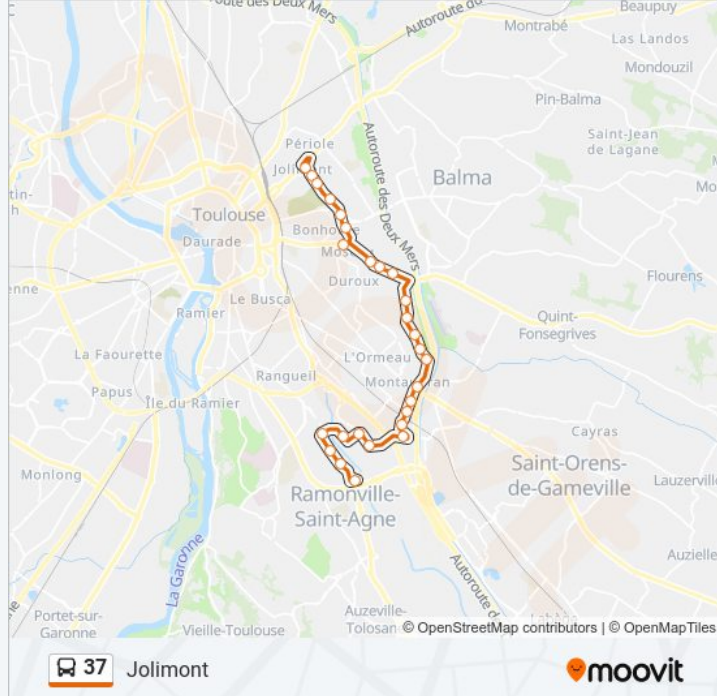 Autoroute des Deux Mers
Autoroute du
Beaupuy
Montrabé
Las Landos
Mondouzil
Pin-Balma
Périole
Jolimont
Autoroute des Deux Mers
Saint-Jean
de Lagane
Balma
Toulouse
Daurade
Bonhoure
Duroux
Flourens
Le Busca
Ramier
Quint-
Fonsegrives
La Faourette
L'Ormeau
Rangueil
Papus
Île du Ramier
Cayras
Monlong
Saint-Orens-
de-Gameville
Lauzerville
Ramonville-
Saint-Agne
La Garonne
Auzielle
Autoroute d
Portet-sur-
Garonne
Vieille-Toulouse
Auzeville-
Tolosan
© OpenStreetMap contributors | © OpenMapTiles
37 Jolimont
moovit